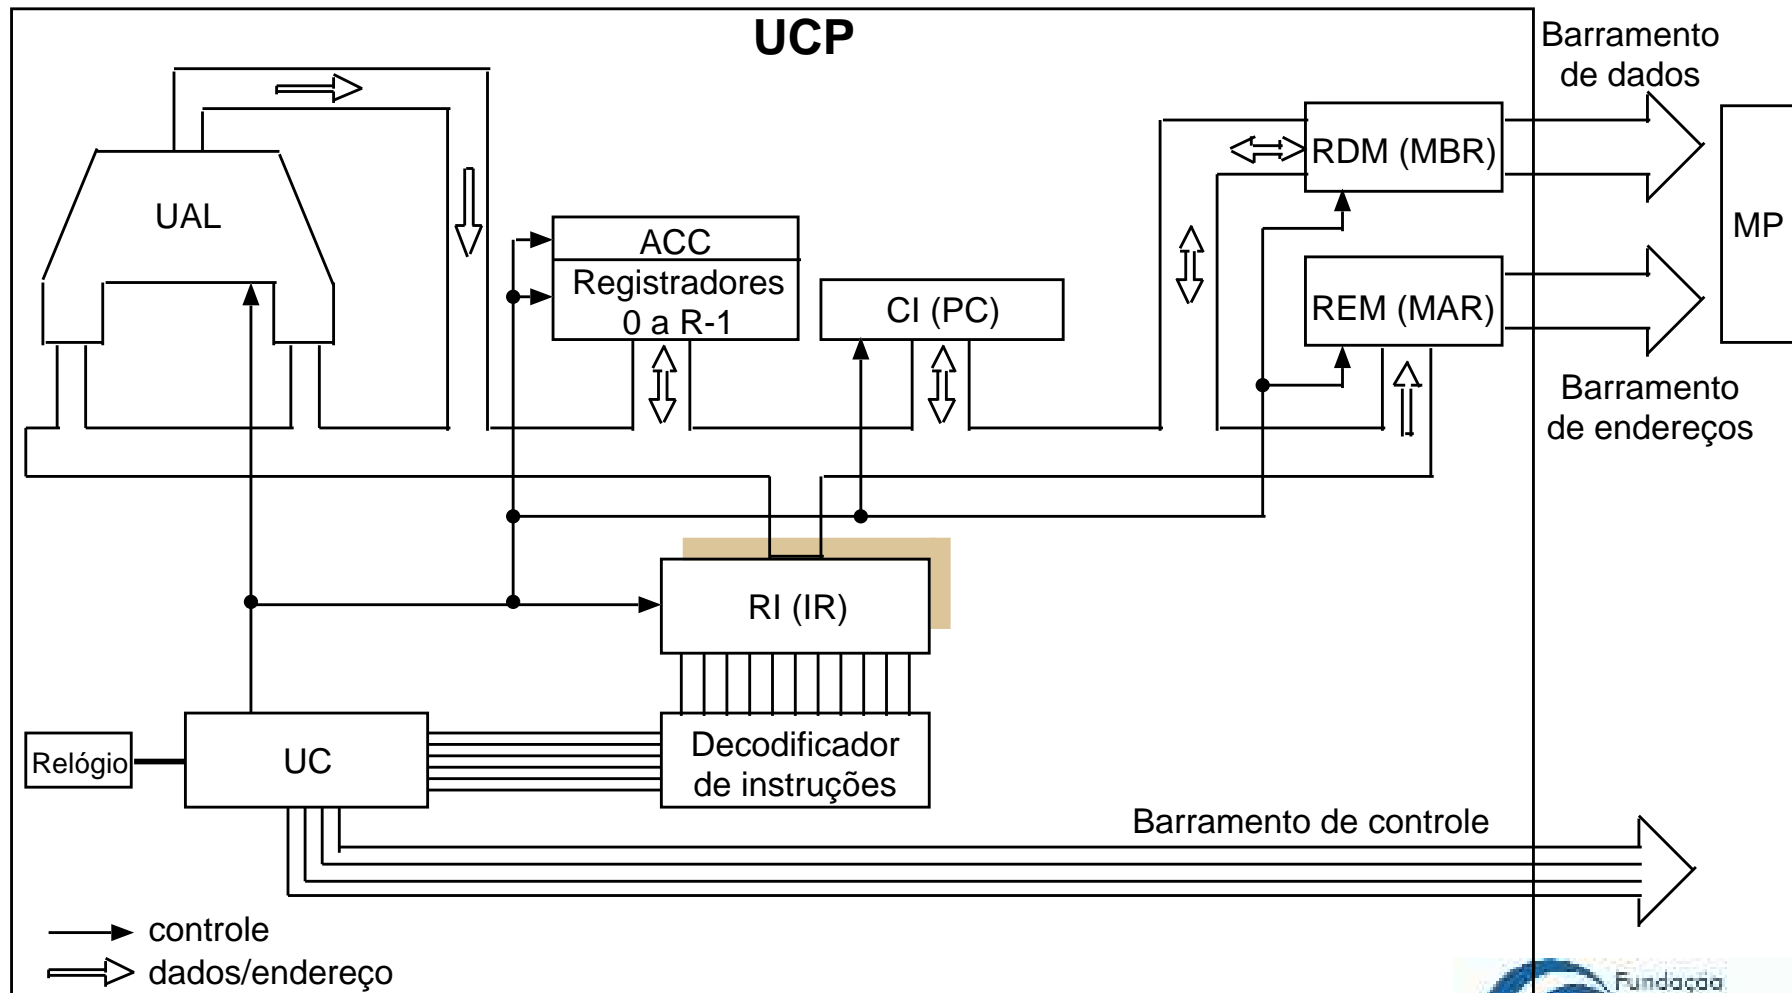 UCP
Barramento
de dados
RDM (MBR)
UAL
MP
ACC
Registradores
0 a R-1
CI (PC)
REM (MAR)
Barramento
de endereços
RI (IR)
Relógio
UC
Decodificador
de instruções
Barramento de controle
controle
dados/endereço
Fundação